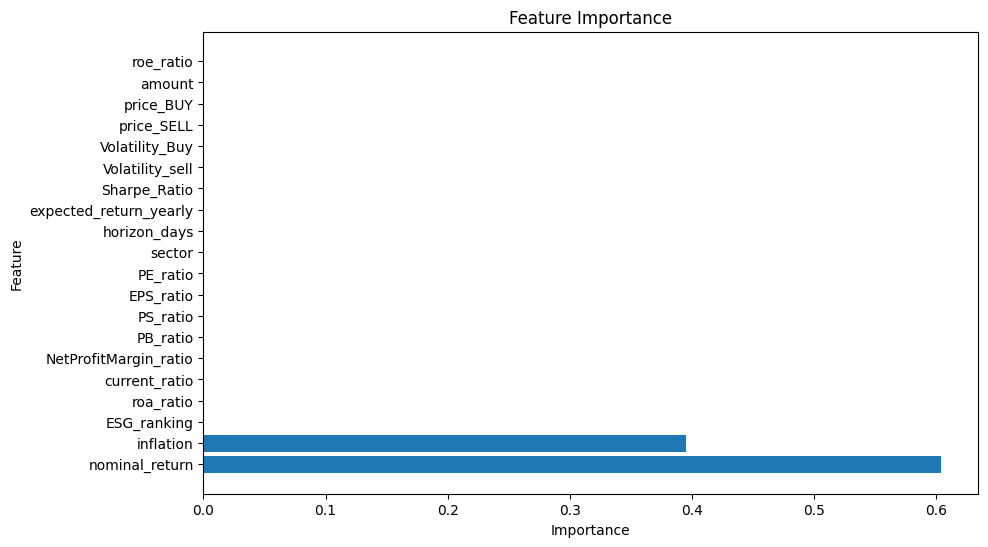 Feature Importance
roe_ratio
amount
price_BUY
price_SELL
Volatility_Buy
Volatility_sell
Sharpe_Ratio
expected_return_yearly
horizon_days
sector
PE_ratio
EPS_ratio
PS_ratio
PB_ratio
NetProfitMargin_ratio
current_ratio
roa_ratio
ESG_ranking
inflation
nominal_return
Feature
0.0 0.1 0.2 0.3 0.4 0.5 0.6
Importance